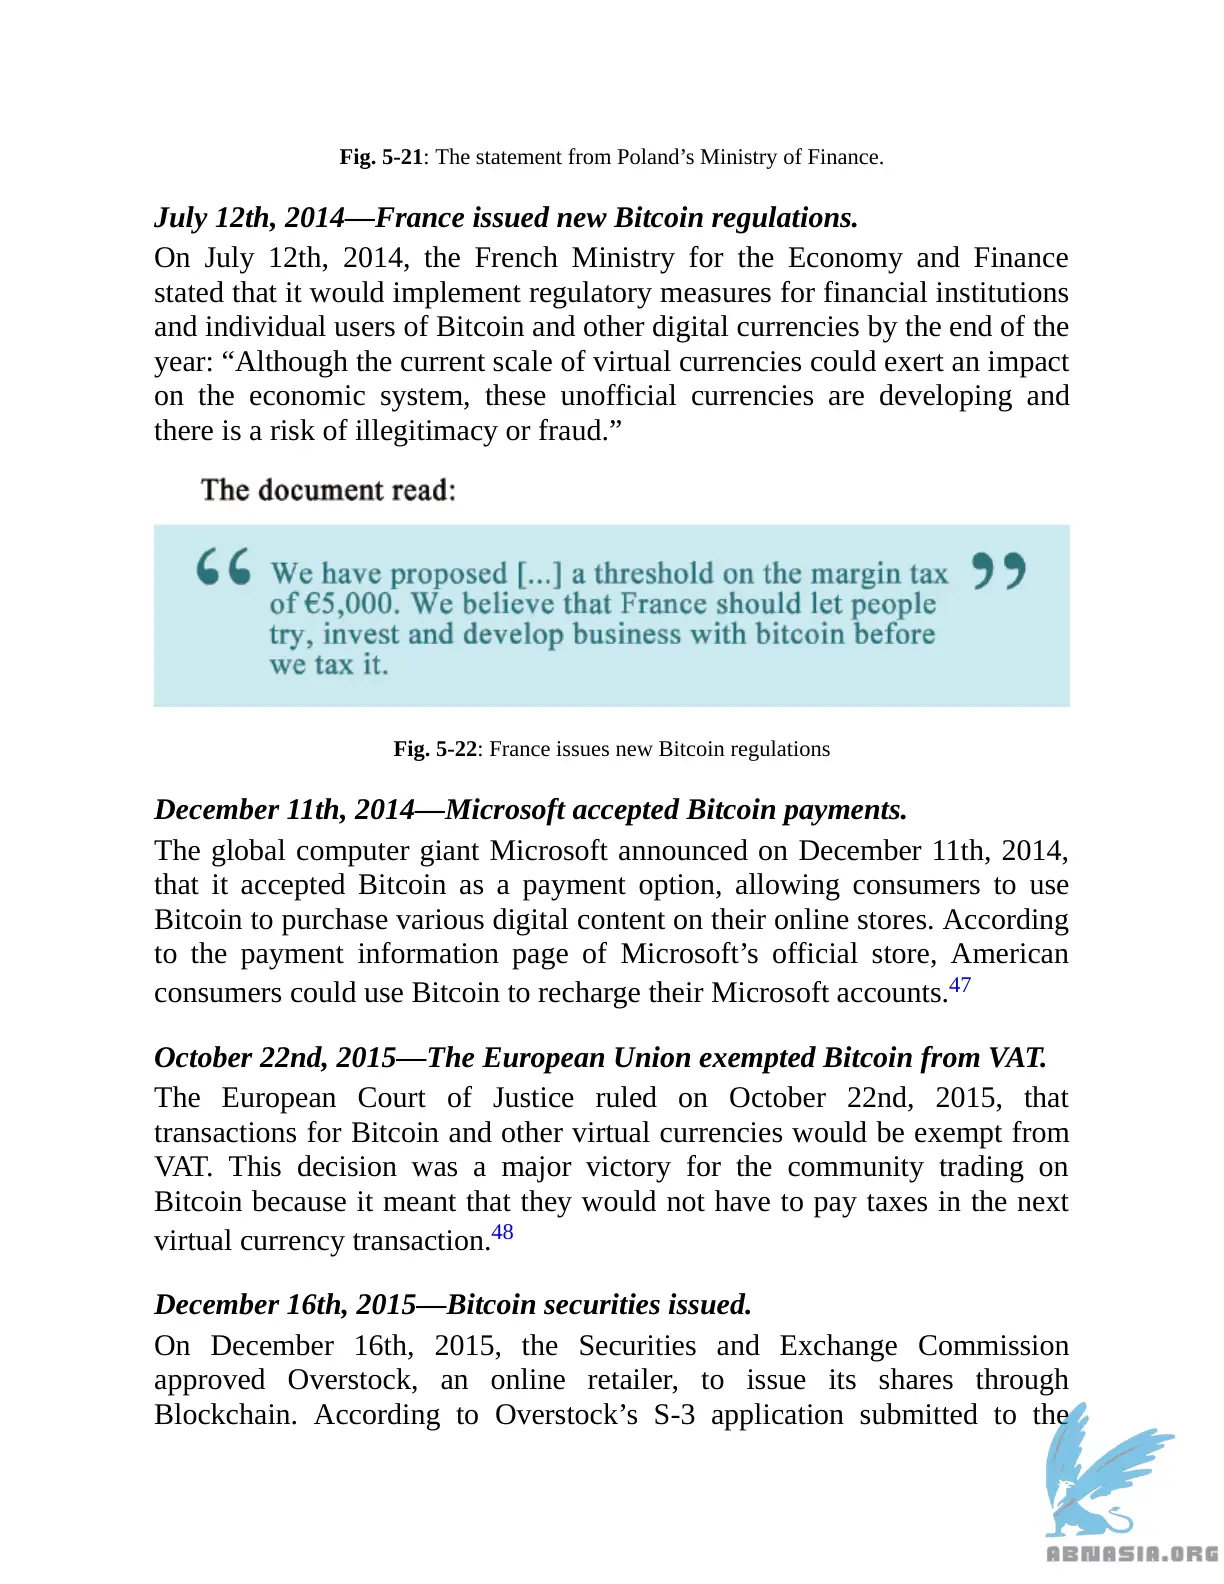 Fig. 5-21: The statement from Poland’s Ministry of Finance.
July 12th, 2014—France issued new Bitcoin regulations.
On July 12th, 2014, the French Ministry for the Economy and Finance
stated that it would implement regulatory measures for financial institutions
and individual users of Bitcoin and other digital currencies by the end of the
year: “Although the current scale of virtual currencies could exert an impact
on the economic system, these unofficial currencies are developing and
there is a risk of illegitimacy or fraud.”
The document read:
“ We have proposed [...] a threshold on the margin tax ”
of €5,000. We believe that France should let people
try, invest and develop business with bitcoin before
we tax it.
Fig. 5-22: France issues new Bitcoin regulations
December 11th, 2014—Microsoft accepted Bitcoin payments.
The global computer giant Microsoft announced on December 11th, 2014,
that it accepted Bitcoin as a payment option, allowing consumers to use
Bitcoin to purchase various digital content on their online stores. According
to the payment information page of Microsoft’s official store, American
consumers could use Bitcoin to recharge their Microsoft accounts.47
October 22nd, 2015—The European Union exempted Bitcoin from VAT.
The European Court of Justice ruled on October 22nd, 2015, that
transactions for Bitcoin and other virtual currencies would be exempt from
VAT. This decision was a major victory for the community trading on
Bitcoin because it meant that they would not have to pay taxes in the next
virtual currency transaction.48
December 16th, 2015—Bitcoin securities issued.
On December 16th, 2015, the Securities and Exchange Commission
approved Overstock, an online retailer, to issue its shares through
Blockchain. According to Overstock’s S-3 application submitted to the
ABNASIA.ORG